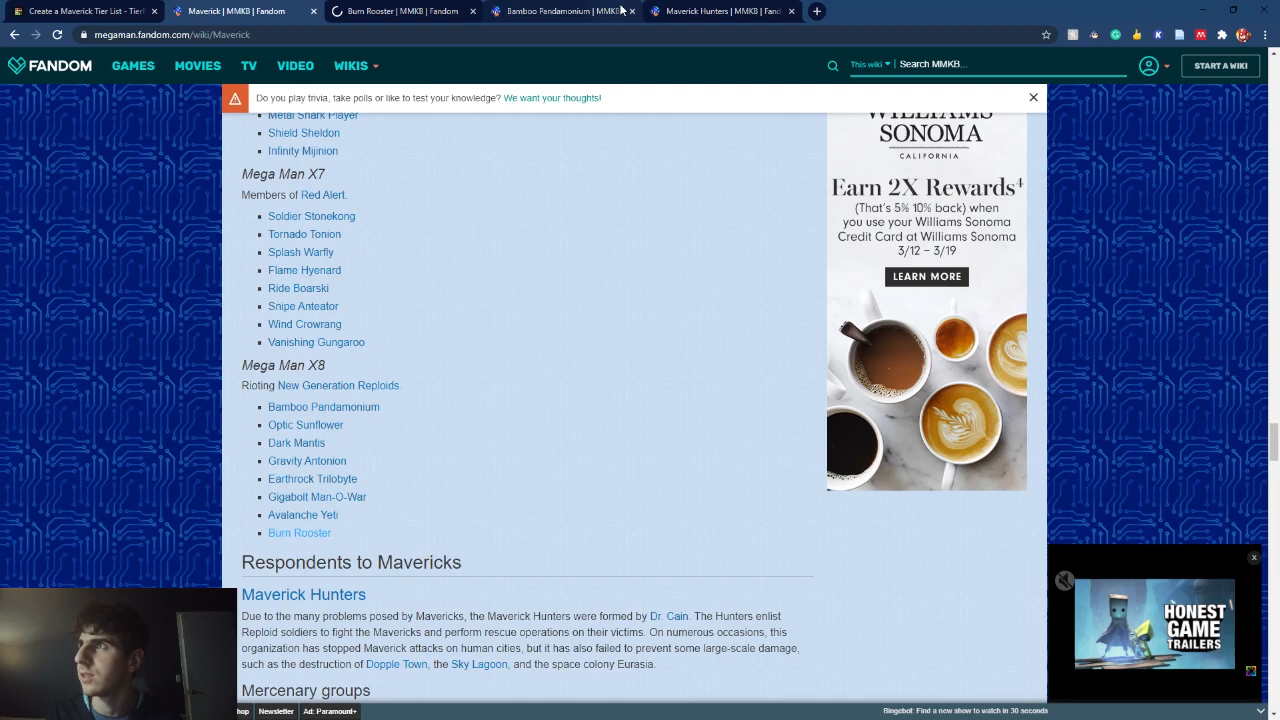 Create a Maverick Tier List - Tier
Maverick | MMKB | Fandom
Burn Rooster | MMKB | Fandom
Bamboo Pandamonium | MMKB
Maverick Hunters | MMKB | Fand
megaman.fandom.com/wiki/Maverick
FANDOM
GAMES
MOVIES
TV
VIDEO
WIKIS
This wiki
Search MMKB...
START A WIKI
Do you play trivia, take polls or like to test your knowledge? We want your thoughts!
Metal Shark Player
Shield Sheldon
Infinity Mijinion
Mega Man X7
Members of Red Alert.
Soldier Stonekong
Tornado Tonion
Splash Warfly
Flame Hyenard
Ride Boarski
Snipe Anteator
Wind Crowrang
Vanishing Gungaroo
Mega Man X8
Rioting New Generation Reploids.
Bamboo Pandamonium
Optic Sunflower
Dark Mantis
Gravity Antonion
Earthrock Trilobyte
Gigabolt Man-O-War
Avalanche Yeti
Burn Rooster
Respondents to Mavericks
Maverick Hunters
Due to the many problems posed by Mavericks, the Maverick Hunters were formed by Dr. Cain. The Hunters enlist
Reploid soldiers to fight the Mavericks and perform rescue operations on their victims. On numerous occasions, this
organization has stopped Maverick attacks on human cities, but it has also failed to prevent some large-scale damage,
such as the destruction of Dopple Town, the Sky Lagoon, and the space colony Eurasia.
Mercenary groups
WILLIAMS
SONOMA
CALIFORNIA
Earn 2X Rewards4
(That's 5% 10% back) when
you use your Williams Sonoma
Credit Card at Williams Sonoma
3/12 – 3/19
LEARN MORE
HONEST
GAME
TRAILERS
hop
Newsletter
Ad: Paramount+
Bingebot: Find a new show to watch in 30 seconds